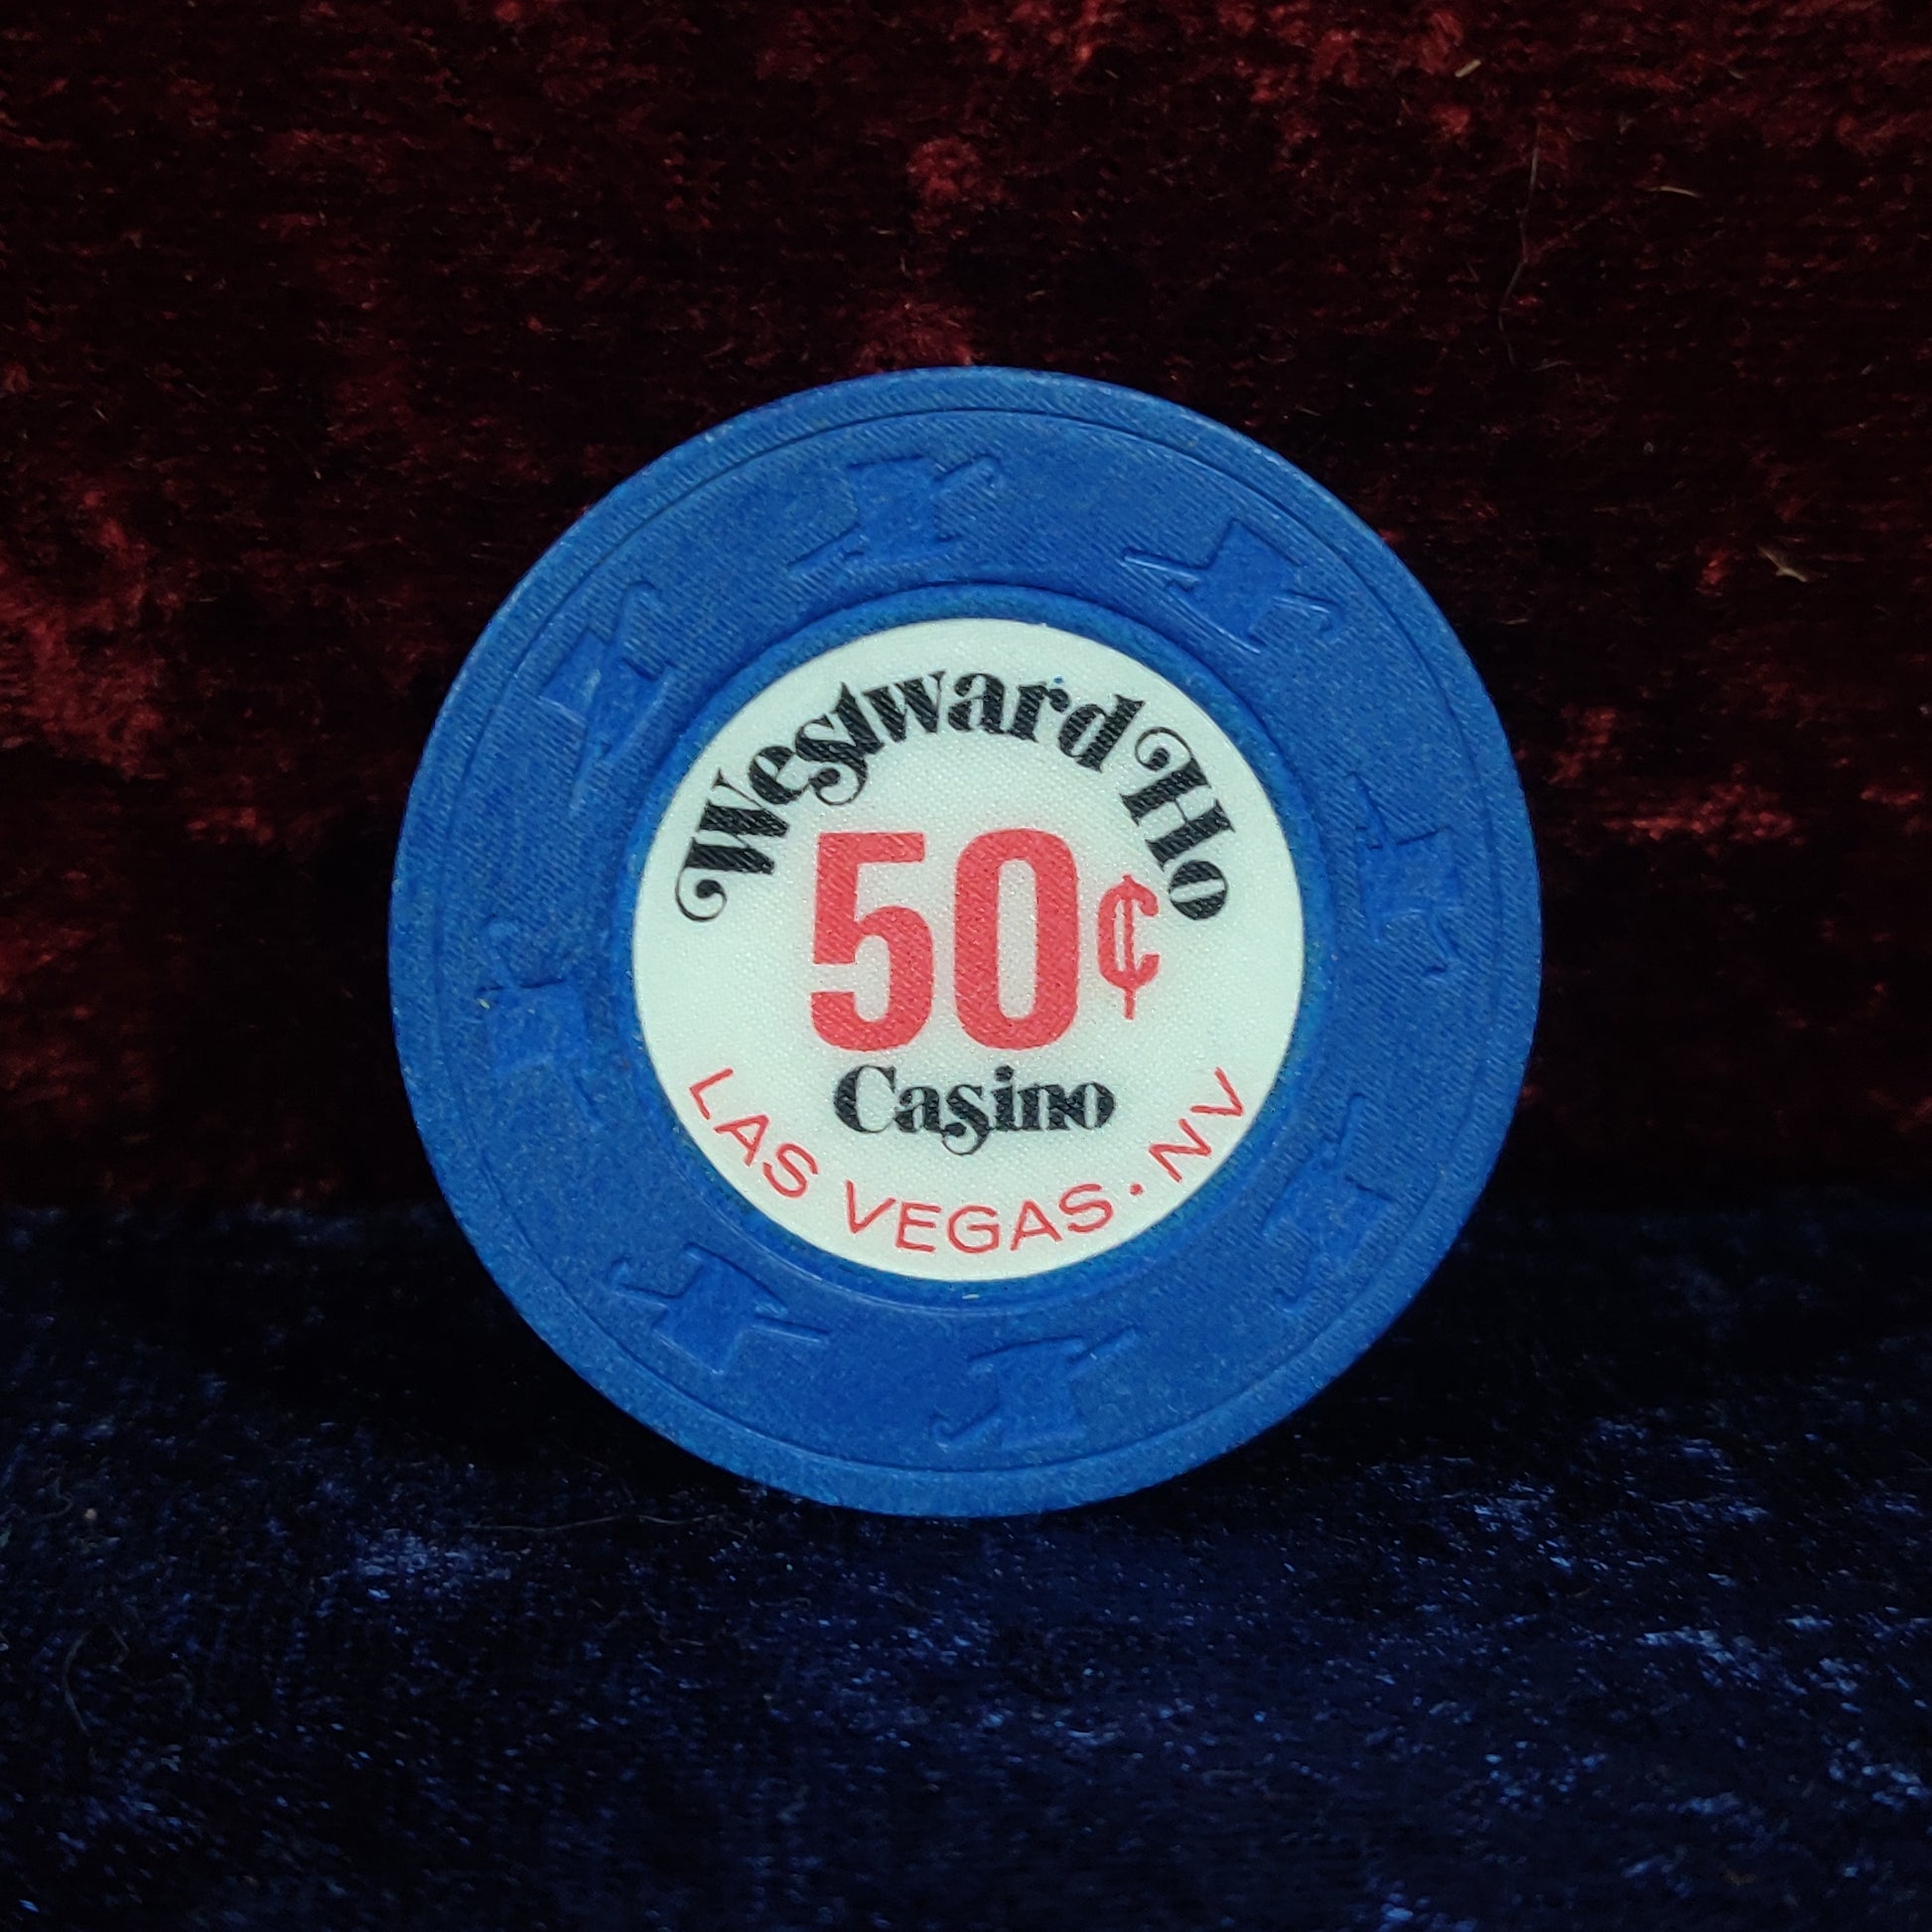 Westward Ho
50¢
Casino
LAS VEGAS • NV